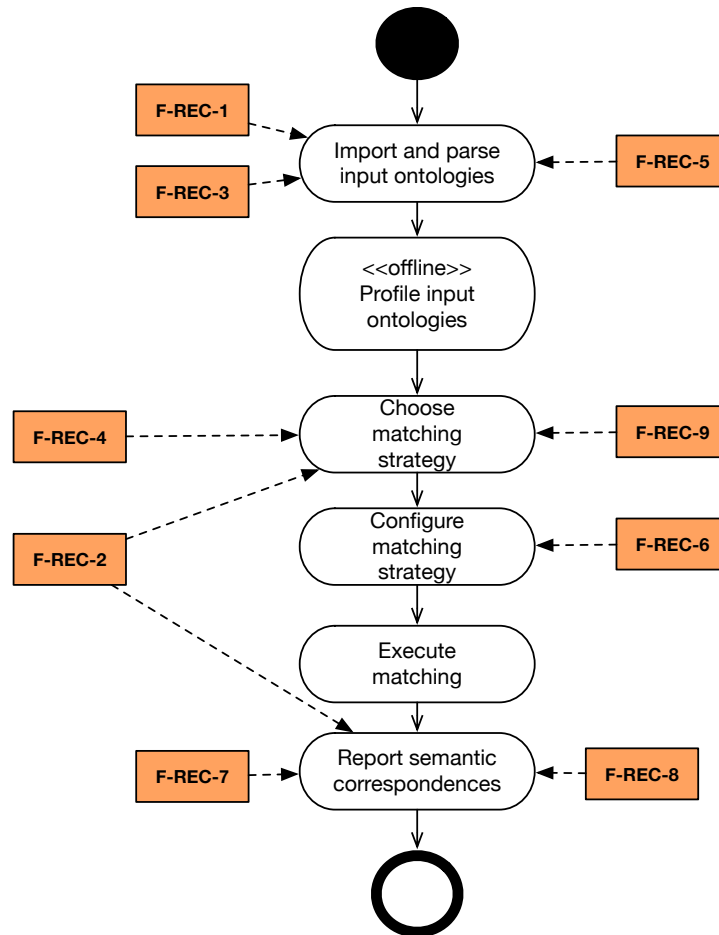 F-REC-1
Import and parse
input ontologies
F-REC-5
F-REC-3
<<offline>>
Profile input
ontologies
F-REC-4
Choose
matching
strategy
F-REC-9
F-REC-2
Configure
matching
strategy
F-REC-6
Execute
matching
F-REC-7
Report semantic
correspondences
F-REC-8